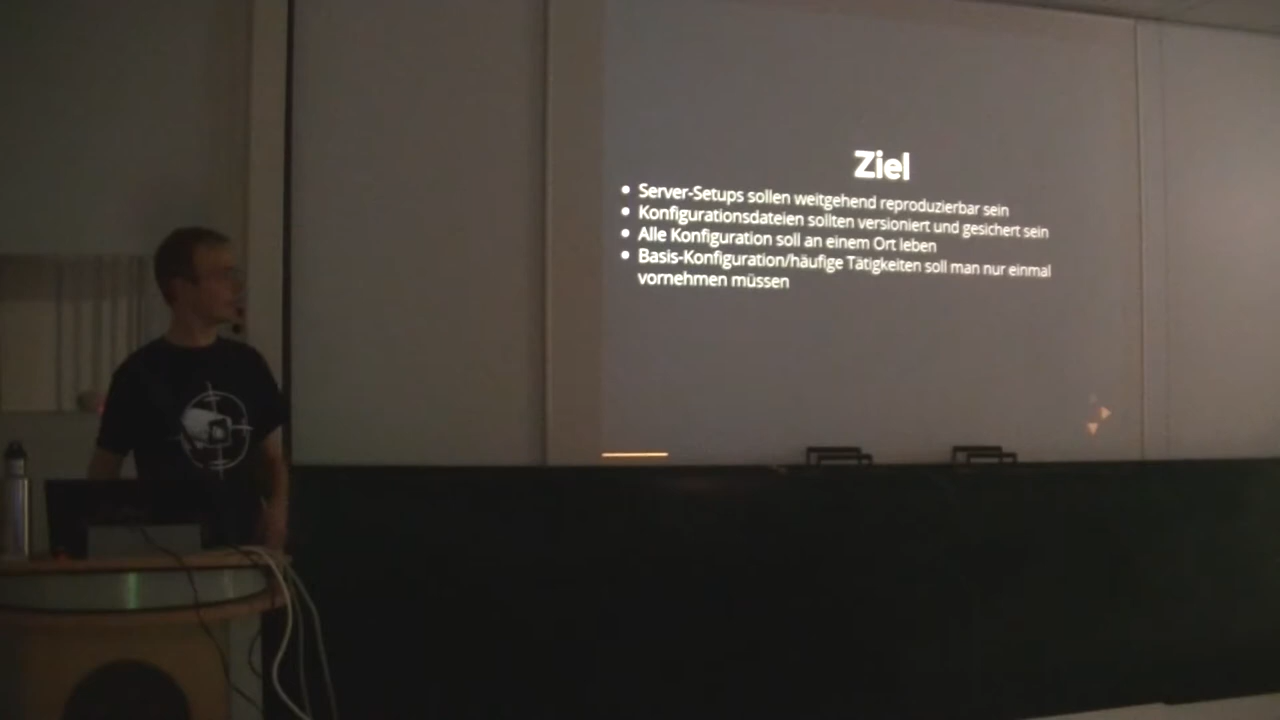 Ziel
Server-Setups sollen weitgehend reproduzierbar sein
Konfigurationsdateien sollten versioniert und gesichert sein
Alle Konfiguration soll an einem Ort leben
Basis-Konfiguration/häufige Tätigkeiten soll man nur einmal
vornehmen müssen